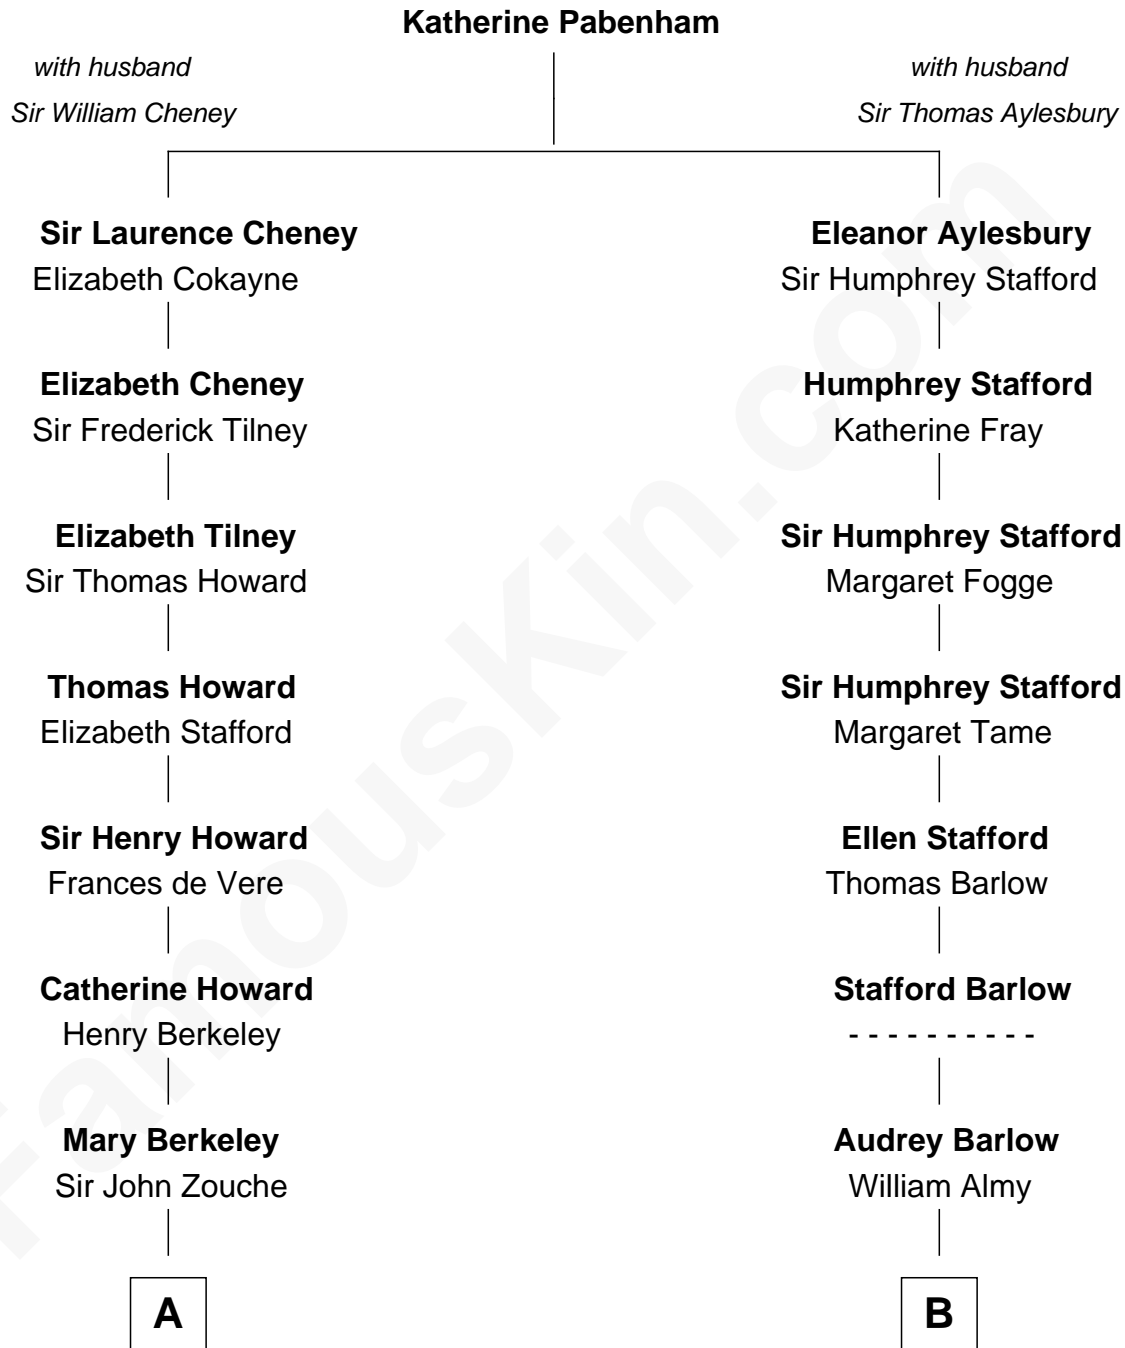 Katherine Pabenham
with husband
Sir William Cheney
with husband
Sir Thomas Aylesbury
Sir Laurence Cheney
Elizabeth Cokayne
Eleanor Aylesbury
Sir Humphrey Stafford
Elizabeth Cheney
Sir Frederick Tilney
Humphrey Stafford
Katherine Fray
Elizabeth Tilney
Sir Thomas Howard
Sir Humphrey Stafford
Margaret Fogge
Thomas Howard
Elizabeth Stafford
Sir Humphrey Stafford
Margaret Tame
Sir Henry Howard
Frances de Vere
Ellen Stafford
Thomas Barlow
Catherine Howard
Henry Berkeley
Stafford Barlow
- - - - - - - - - -
Mary Berkeley
Sir John Zouche
Audrey Barlow
William Almy
A
B
FamousKin.com